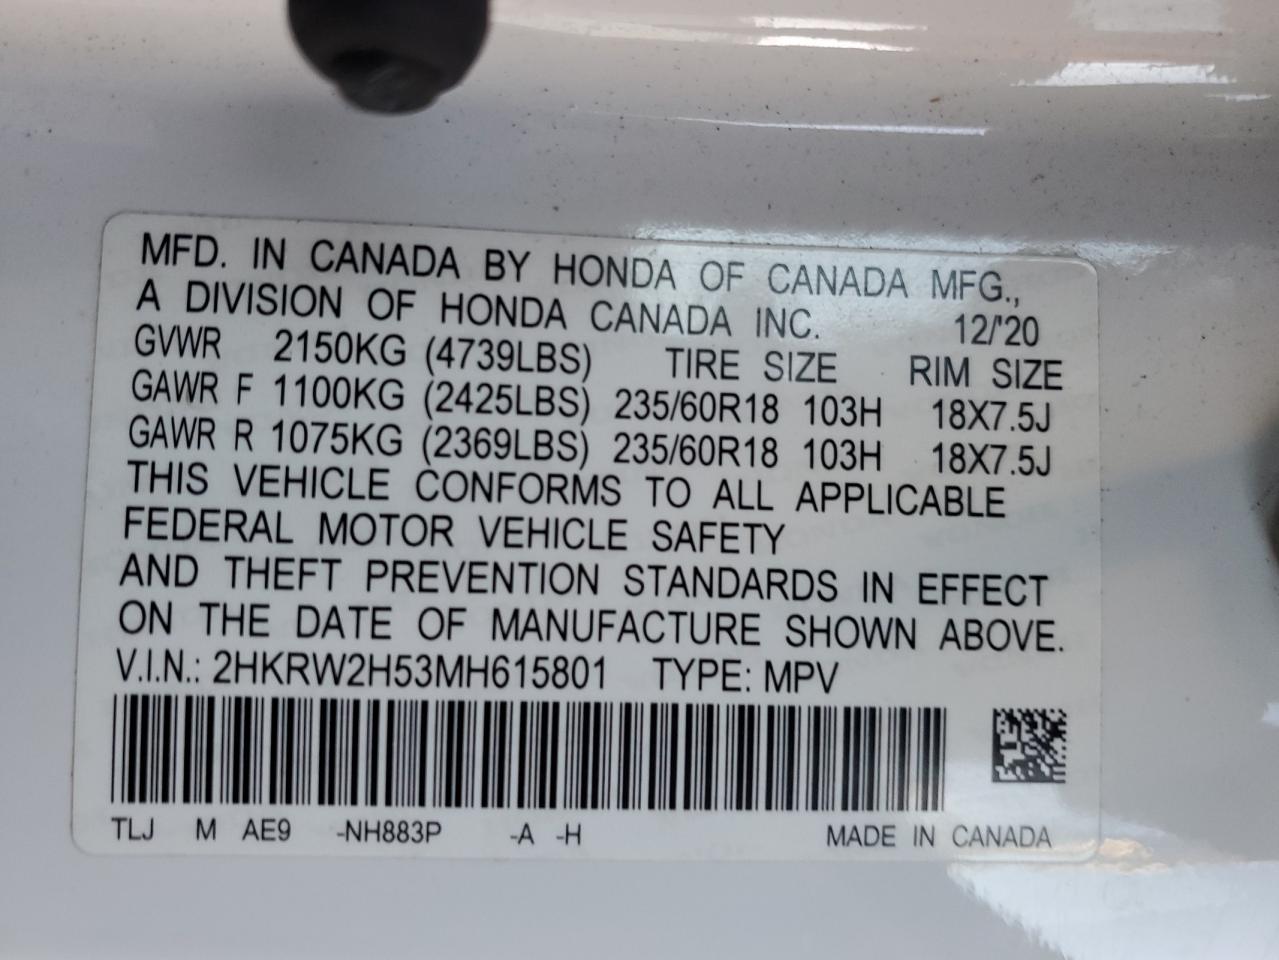 MFD. IN CANADA BY HONDA OF CANADA MFG.,
A DIVISION OF HONDA CANADA INC. 12/'20
GVWR 2150KG (4739LBS) TIRE SIZE RIM SIZE
GAWR F 1100KG (2425LBS) 235/60R18 103H 18X7.5J
GAWR R 1075KG (2369LBS) 235/60R18 103H 18X7.5J
THIS VEHICLE CONFORMS TO ALL APPLICABLE
FEDERAL MOTOR VEHICLE SAFETY
AND THEFT PREVENTION STANDARDS IN EFFECT
ON THE DATE OF MANUFACTURE SHOWN ABOVE.
V.I.N.: 2HKRW2H53MH615801 TYPE: MPV
TLJ M AE9 -NH883P -A -H MADE IN CANADA